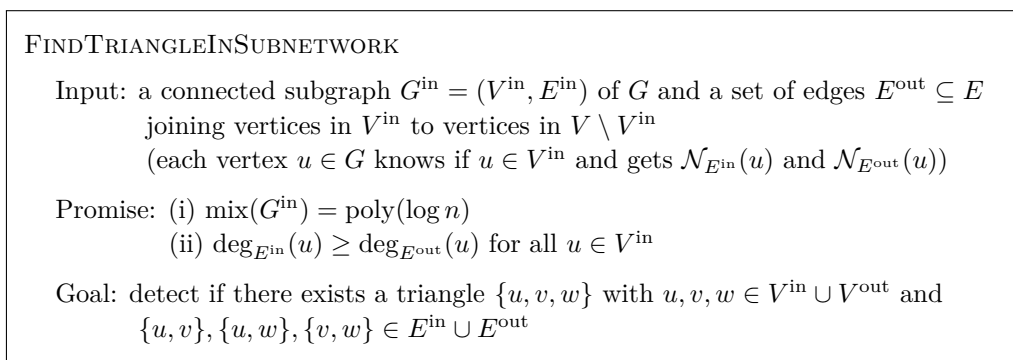 FINDTRIANGLEINSUBNETWORK
Input: a connected subgraph G^in = (V^in, E^in) of G and a set of edges E^out ⊆ E
joining vertices in V^in to vertices in V \ V^in
(each vertex u ∈ G knows if u ∈ V^in and gets 𝒩_{E^in}(u) and 𝒩_{E^out}(u))
Promise: (i) mix(G^in) = poly(log n)
(ii) deg_{E^in}(u) ≥ deg_{E^out}(u) for all u ∈ V^in
Goal: detect if there exists a triangle {u, v, w} with u, v, w ∈ V^in ∪ V^out and
{u, v}, {u, w}, {v, w} ∈ E^in ∪ E^out